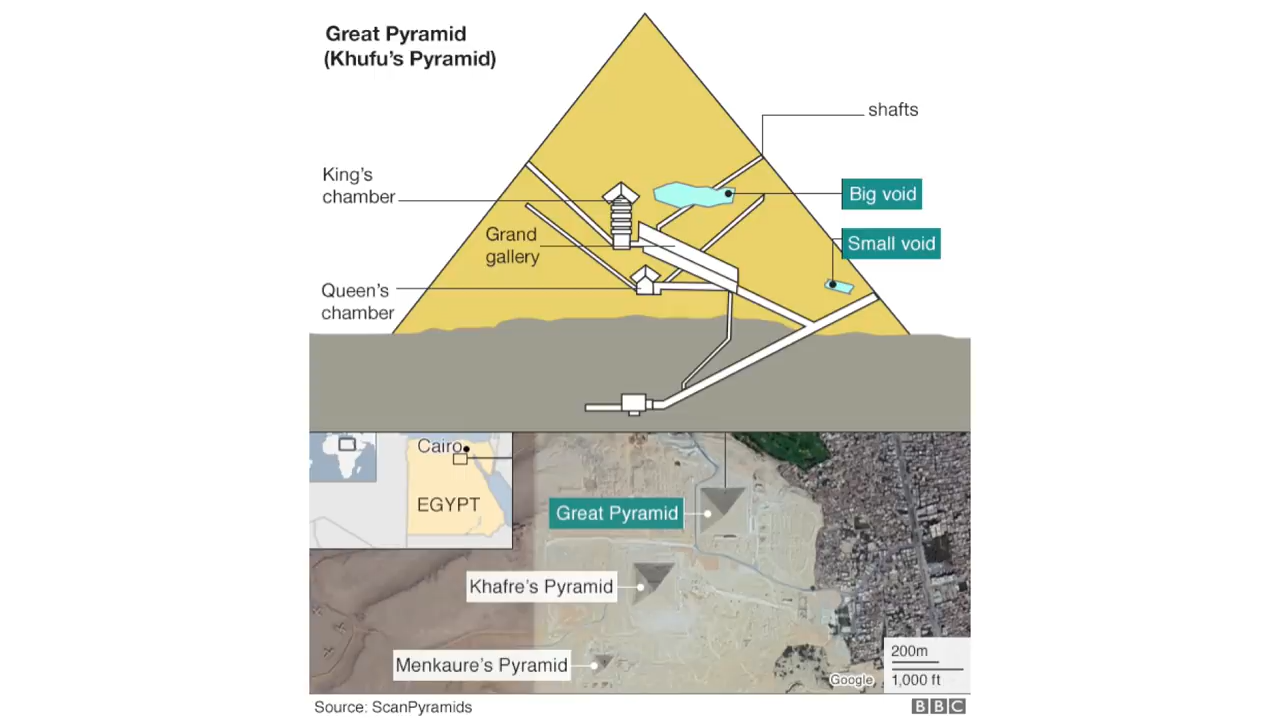 Great Pyramid
(Khufu's Pyramid)
shafts
King's
chamber
Big void
Grand
gallery
Small void
Queen's
chamber
Cairo
EGYPT
Great Pyramid
Khafre's Pyramid
Menkaure's Pyramid
200m
1,000 ft
Google
Source: ScanPyramids
BBC